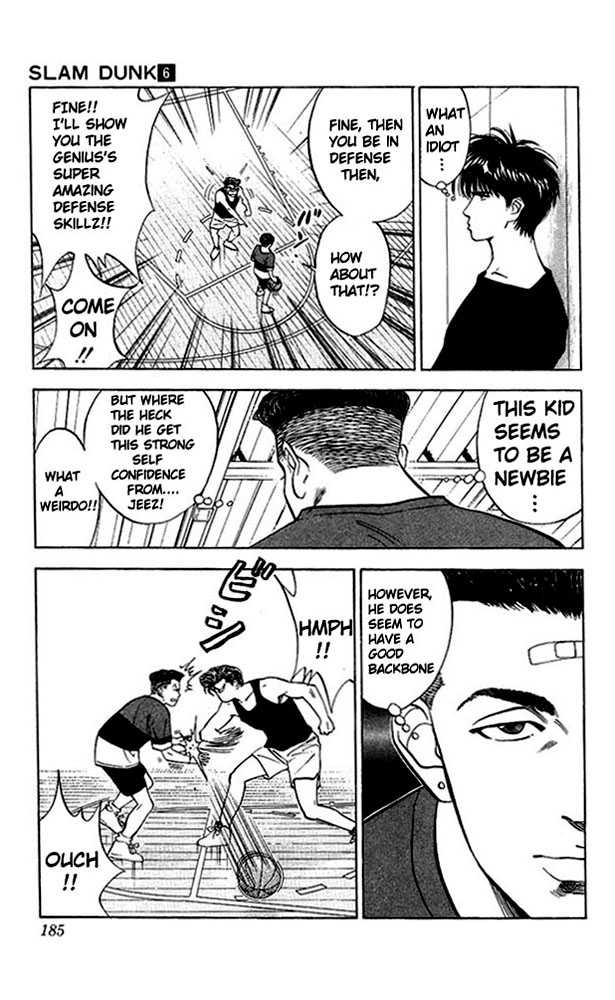 SLAM DUNK 6
WHAT
AN
IDIOT
...
FINE, THEN
YOU BE IN
DEFENSE
THEN,
HOW
ABOUT
THAT!?
FINE!!
I'LL SHOW
YOU THE
GENIUS'S
SUPER
AMAZING
DEFENSE
SKILLZ!!
COME
ON
!!
THIS KID
SEEMS
TO BE A
NEWBIE
...
BUT WHERE
THE HECK
DID HE GET
THIS STRONG
SELF
CONFIDENCE
FROM....
JEEZ!
WHAT
A
WEIRDO!!
HOWEVER,
HE DOES
SEEM TO
HAVE A
GOOD
BACKBONE
HMPH
!!
ビシッ
OUCH
!!
185